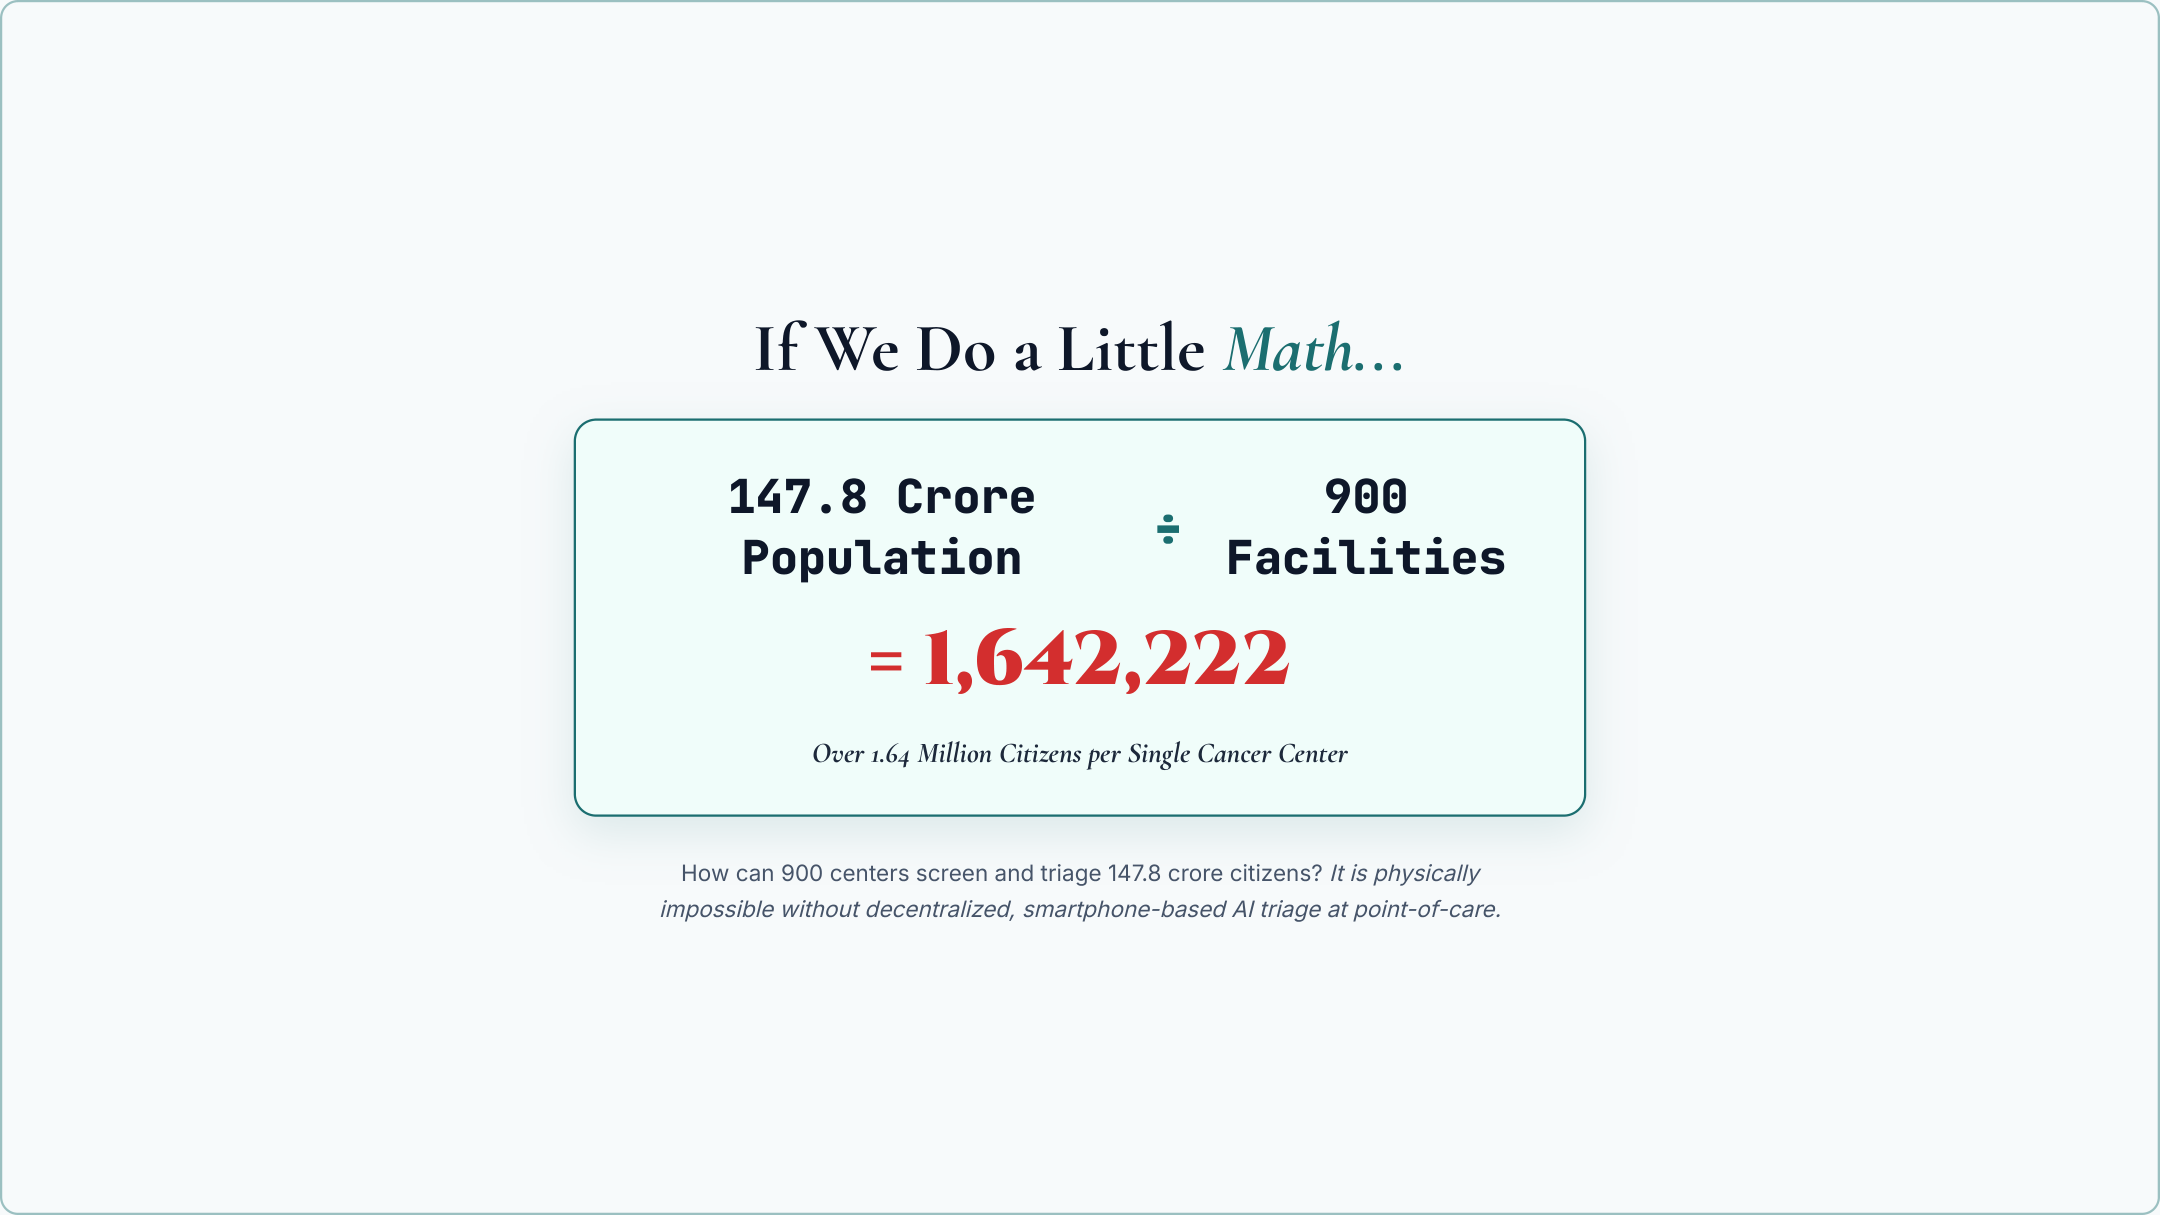 If We Do a Little Math...
147.8 Crore
Population
÷
900
Facilities
= 1,642,222
Over 1.64 Million Citizens per Single Cancer Center
How can 900 centers screen and triage 147.8 crore citizens? It is physically
impossible without decentralized, smartphone-based AI triage at point-of-care.